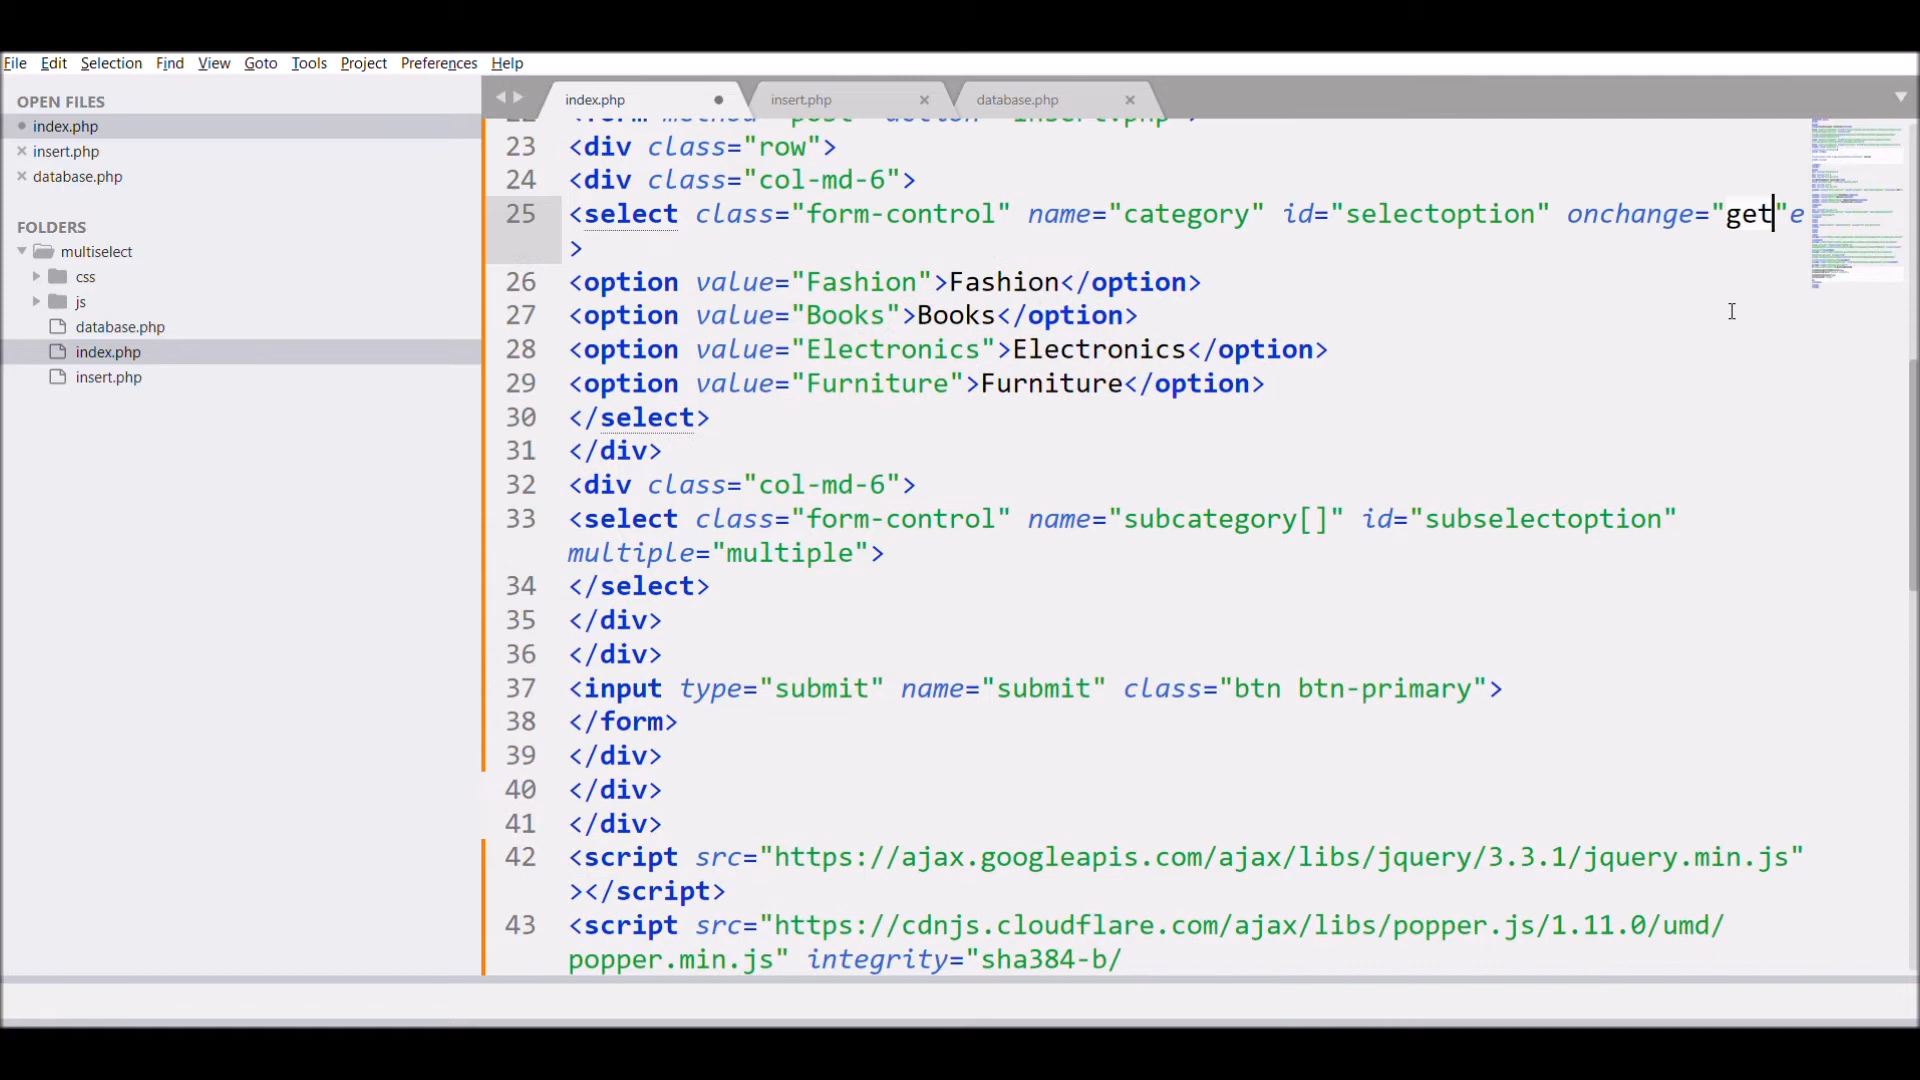 File Edit Selection Find View Goto Tools Project Preferences Help
OPEN FILES
index.php
insert.php
database.php
FOLDERS
multiselect
css
js
database.php
index.php
insert.php
index.php insert.php database.php
23 <div class="row">
24 <div class="col-md-6">
25 <select class="form-control" name="category" id="selectoption" onchange="get"e
>
26 <option value="Fashion">Fashion</option>
27 <option value="Books">Books</option>
28 <option value="Electronics">Electronics</option>
29 <option value="Furniture">Furniture</option>
30 </select>
31 </div>
32 <div class="col-md-6">
33 <select class="form-control" name="subcategory[]" id="subselectoption"
multiple="multiple">
34 </select>
35 </div>
36 </div>
37 <input type="submit" name="submit" class="btn btn-primary">
38 </form>
39 </div>
40 </div>
41 </div>
42 <script src="https://ajax.googleapis.com/ajax/libs/jquery/3.3.1/jquery.min.js"
></script>
43 <script src="https://cdnjs.cloudflare.com/ajax/libs/popper.js/1.11.0/umd/
popper.min.js" integrity="sha384-b/